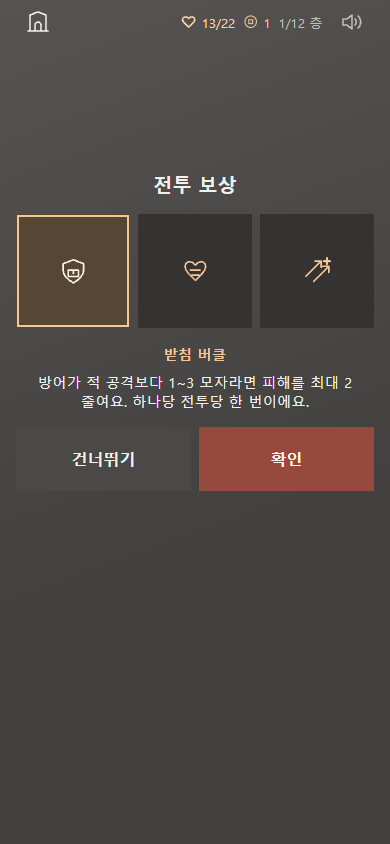 13/22 1 1/12 층
전투 보상
받침 버클
방어가 적 공격보다 1~3 모자라면 피해를 최대 2
줄여요. 하나당 전투당 한 번이에요.
건너뛰기 확인